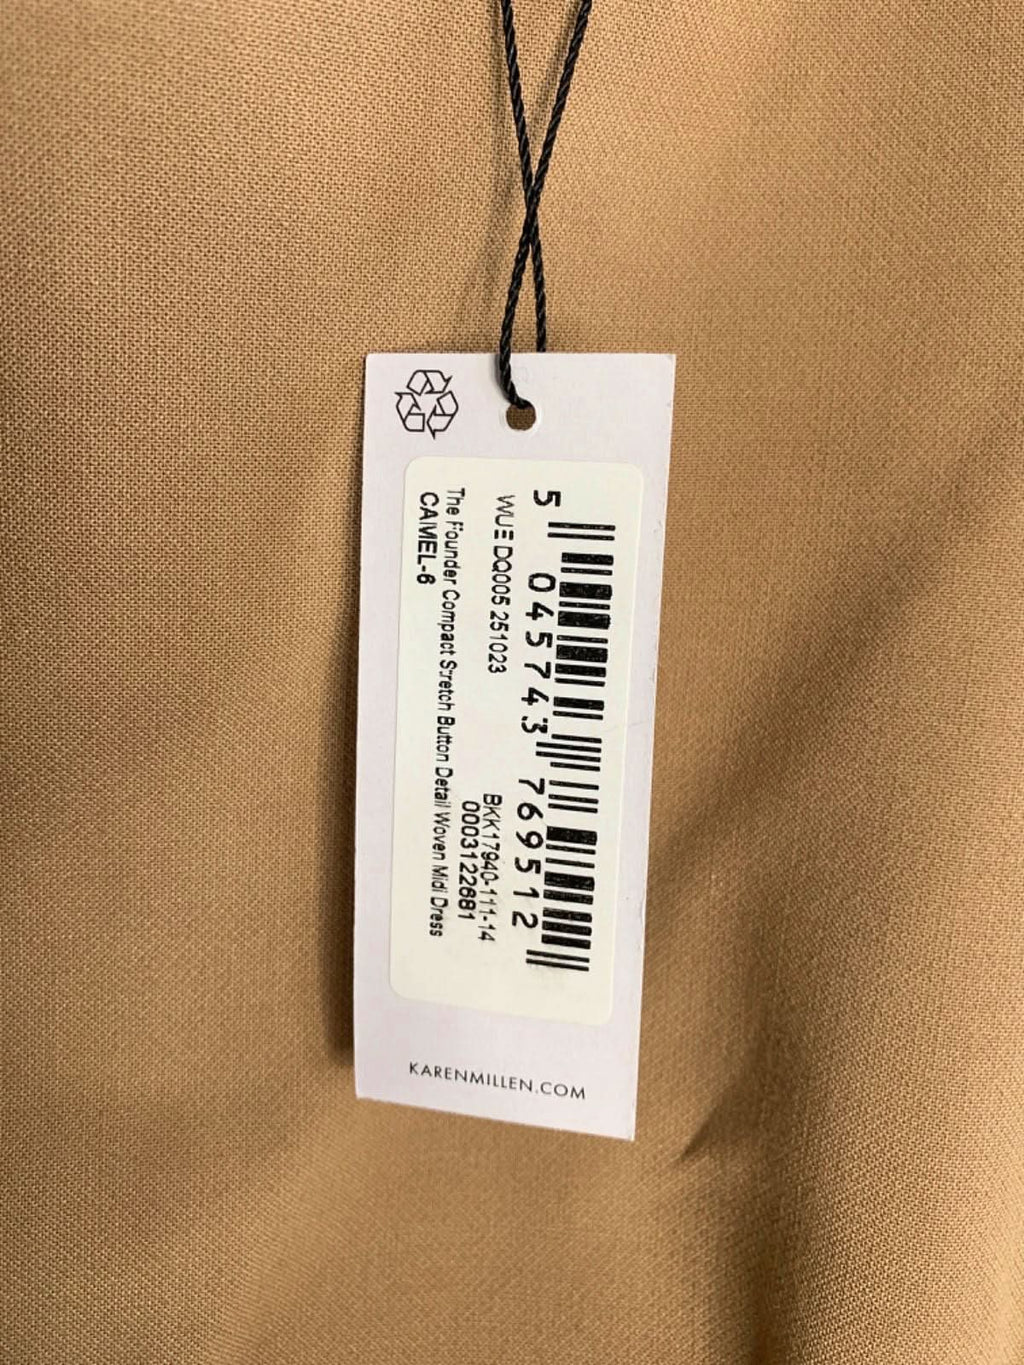 5 045743 769512
WUE DQ005 251023
BKK17940-111-14
0003122681
The Founder Compact Stretch Button Detail Woven Midi Dress
CAMEL-6
KARENMILLEN.COM